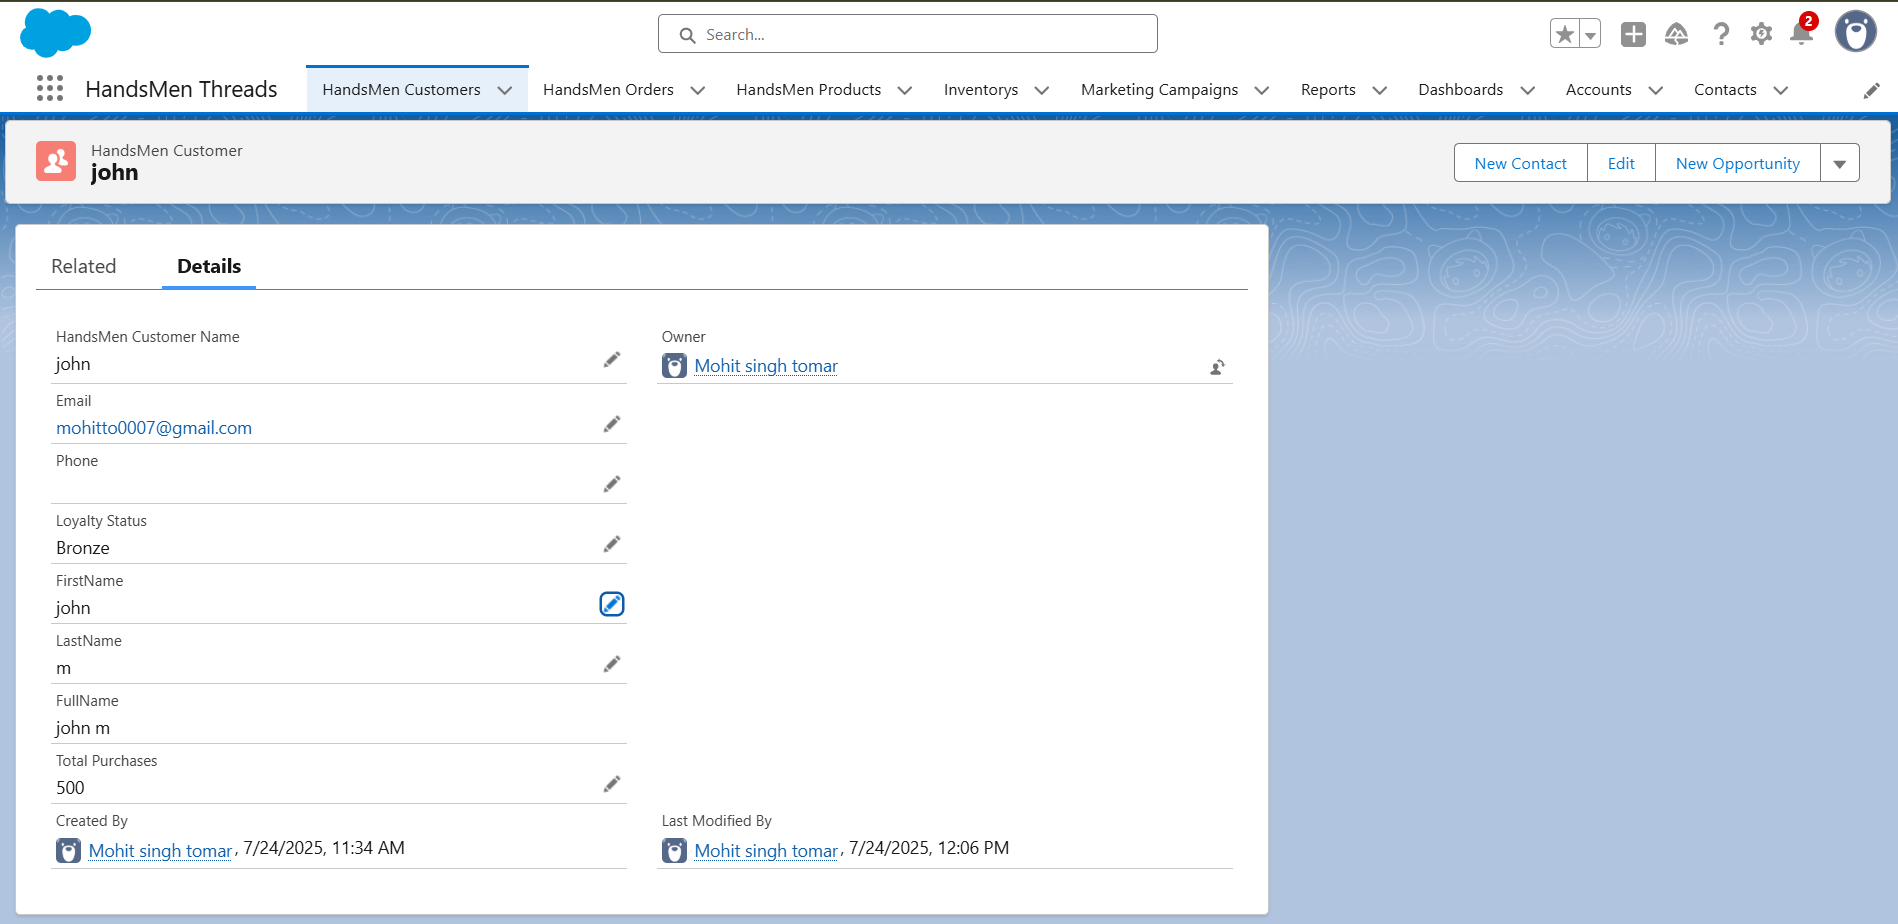 Search...
2
HandsMen Threads
HandsMen Customers
HandsMen Orders
HandsMen Products
Inventorys
Marketing Campaigns
Reports
Dashboards
Accounts
Contacts
HandsMen Customer
john
New Contact
Edit
New Opportunity
Related
Details
HandsMen Customer Name
john
Owner
Mohit singh tomar
Email
mohitto0007@gmail.com
Phone
Loyalty Status
Bronze
FirstName
john
LastName
m
FullName
john m
Total Purchases
500
Created By
Mohit singh tomar, 7/24/2025, 11:34 AM
Last Modified By
Mohit singh tomar, 7/24/2025, 12:06 PM